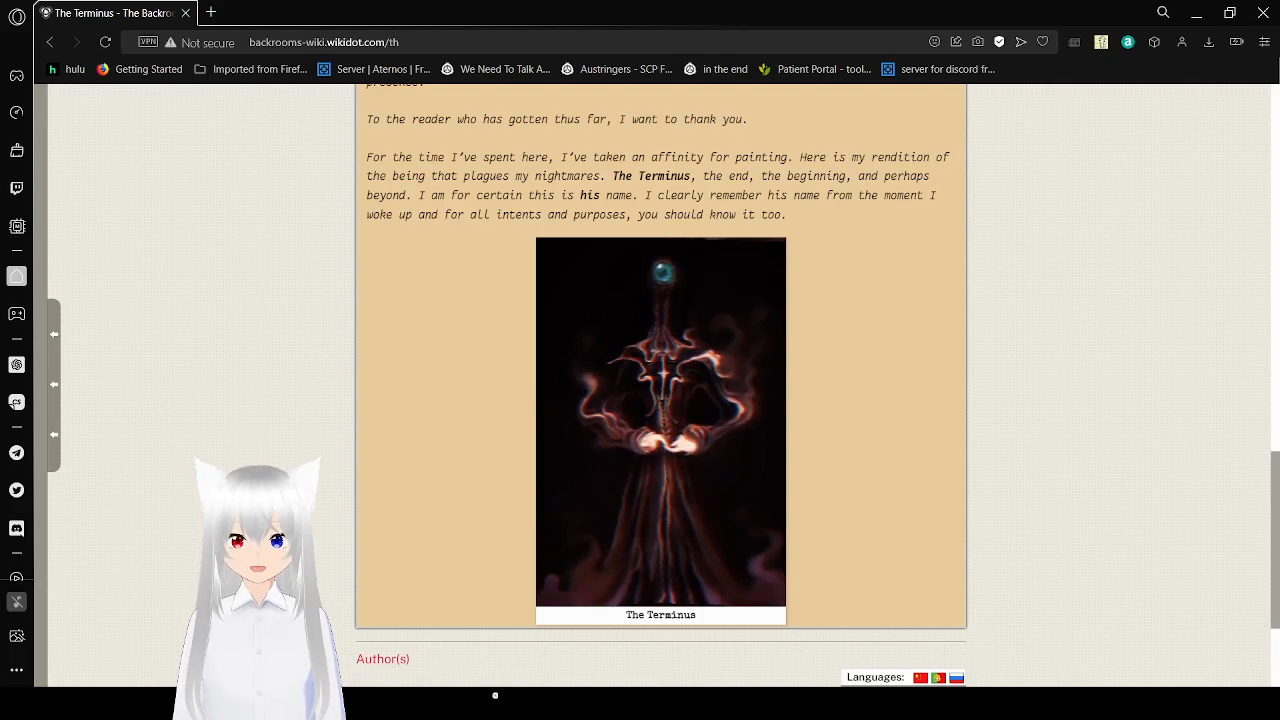 The Terminus - The Backroo
Not secure
backrooms-wiki.wikidot.com/th
VPN
hulu
Getting Started
Imported from Firef...
Server | Aternos | Fr...
We Need To Talk A...
Austringers - SCP F...
in the end
Patient Portal - tool...
server for discord fr...
To the reader who has gotten thus far, I want to thank you.
For the time I've spent here, I've taken an affinity for painting. Here is my rendition of
the being that plagues my nightmares. The Terminus, the end, the beginning, and perhaps
beyond. I am for certain this is his name. I clearly remember his name from the moment I
woke up and for all intents and purposes, you should know it too.
The Terminus
Author(s)
Languages: